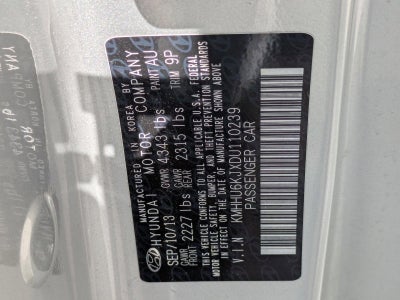 MANUFACTURED IN KOREA BY
HYUNDAI MOTOR COMPANY
SEP/10/13 GVWR 4343 lbs PAINT AU
GAWR FRONT 2227 lbs GAWR REAR 2315 lbs TRIM 9P
THIS VEHICLE CONFORMS TO ALL APPLICABLE U.S.A. FEDERAL
MOTOR VEHICLE SAFETY, BUMPER AND THEFT PREVENTION STANDARDS
IN EFFECT ON THE DATE OF MANUFACTURE SHOWN ABOVE
V.I.N KMHHU6KJXDU110239
PASSENGER CAR